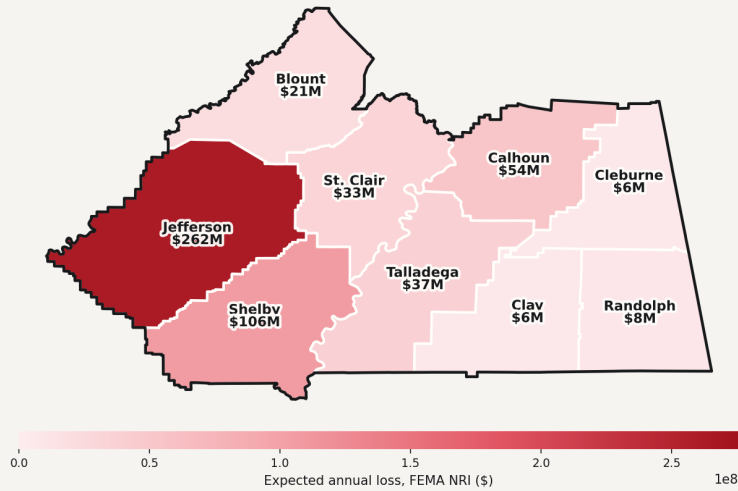 Blount
$21M
Calhoun
$54M
St. Clair
$33M
Cleburne
$6M
Jefferson
$262M
Talladega
$37M
Shelby
$106M
Clay
$6M
Randolph
$8M
0.0 0.5 1.0 1.5 2.0 2.5
Expected annual loss, FEMA NRI ($)
1e8